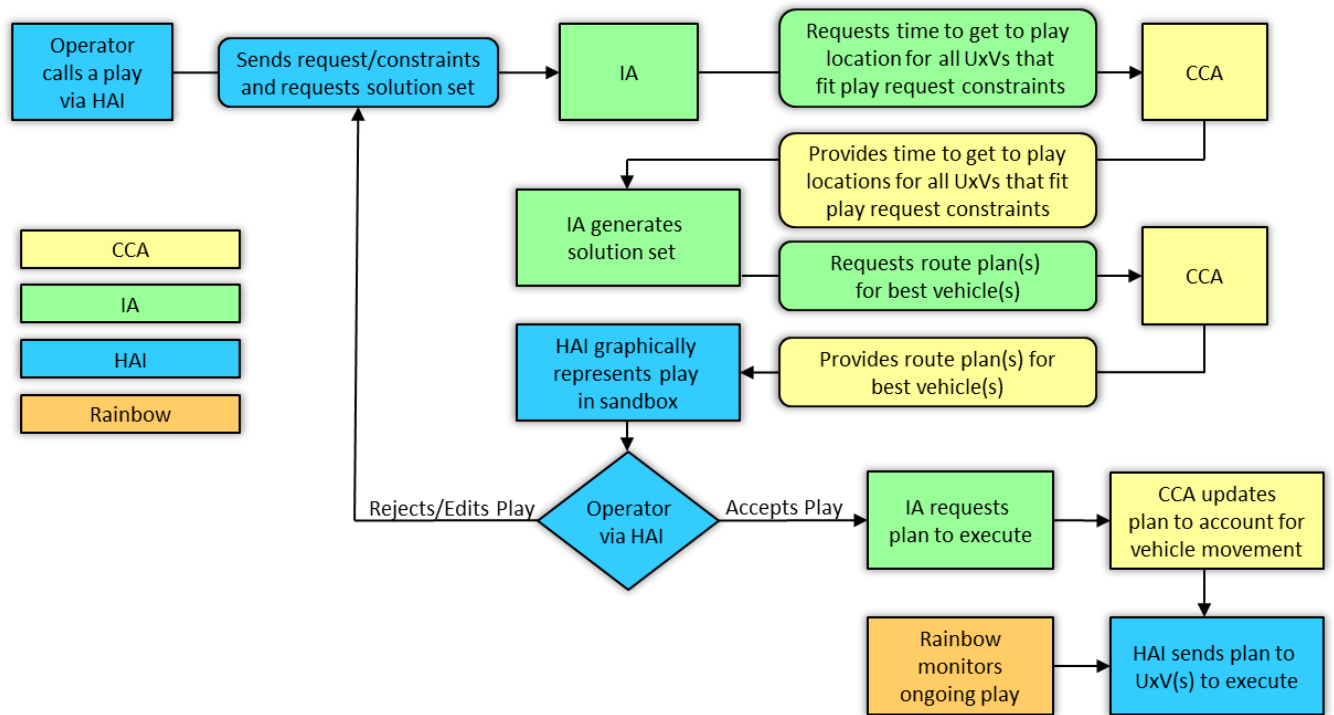 Operator
calls a play
via HAI
Sends request/constraints
and requests solution set
IA
Requests time to get to play
location for all UxVs that
fit play request constraints
CCA
Provides time to get to play
locations for all UxVs that fit
play request constraints
IA generates
solution set
Requests route plan(s)
for best vehicle(s)
CCA
CCA
IA
HAI
Rainbow
HAI graphically
represents play
in sandbox
Provides route plan(s) for
best vehicle(s)
Rejects/Edits Play
Operator
via HAI
Accepts Play
IA requests
plan to execute
CCA updates
plan to account for
vehicle movement
Rainbow
monitors
ongoing play
HAI sends plan to
UxV(s) to execute